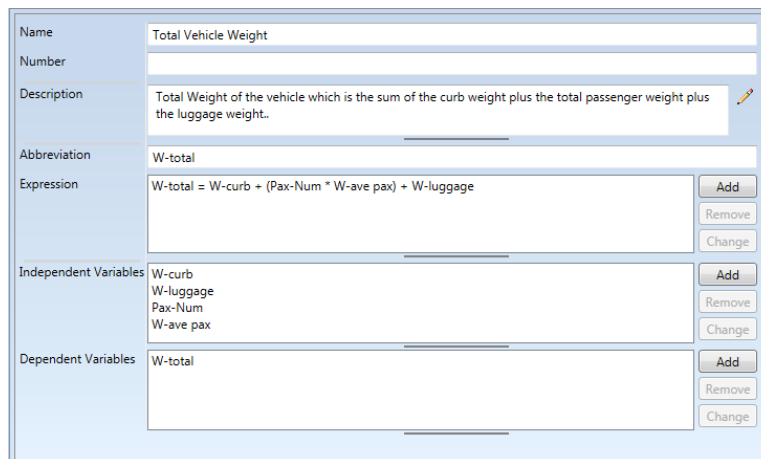 Name
Total Vehicle Weight
Number
Description
Total Weight of the vehicle which is the sum of the curb weight plus the total passenger weight plus
the luggage weight..
Abbreviation
W-total
Expression
W-total = W-curb + (Pax-Num * W-ave pax) + W-luggage
Add
Remove
Change
Independent Variables
W-curb
W-luggage
Pax-Num
W-ave pax
Add
Remove
Change
Dependent Variables
W-total
Add
Remove
Change